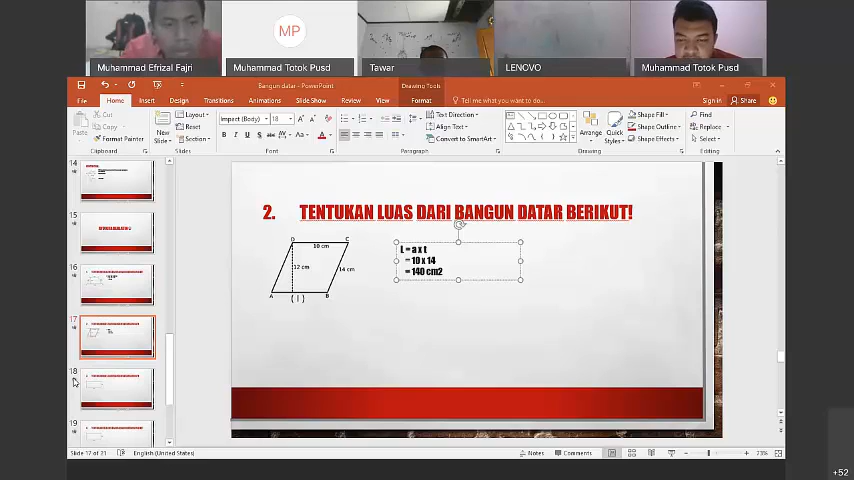 MP
Muhammad Efrizal Fajri
Muhammad Totok Pusd
Tawar
LENOVO
Muhammad Totok Pusd
Bangun datar - PowerPoint
Drawing Tools
File
Home
Insert
Design
Transitions
Animations
Slide Show
Review
View
Format
Tell me what you want to do...
Sign in
Share
Paste
Cut
Copy
Format Painter
Clipboard
New
Slide
Layout
Reset
Section
Slides
Impact (Body)
18
Font
Text Direction
Align Text
Convert to SmartArt
Paragraph
Arrange
Quick
Styles
Shape Fill
Shape Outline
Shape Effects
Drawing
Find
Replace
Select
Editing
14
15
16
17
18
19
2. TENTUKAN LUAS DARI BANGUN DATAR BERIKUT!
D
C
10 cm
12 cm
14 cm
A
B
( I )
L = a x t
= 10 x 14
= 140 cm2
Slide 17 of 31
English (United States)
Notes
Comments
73%
+52